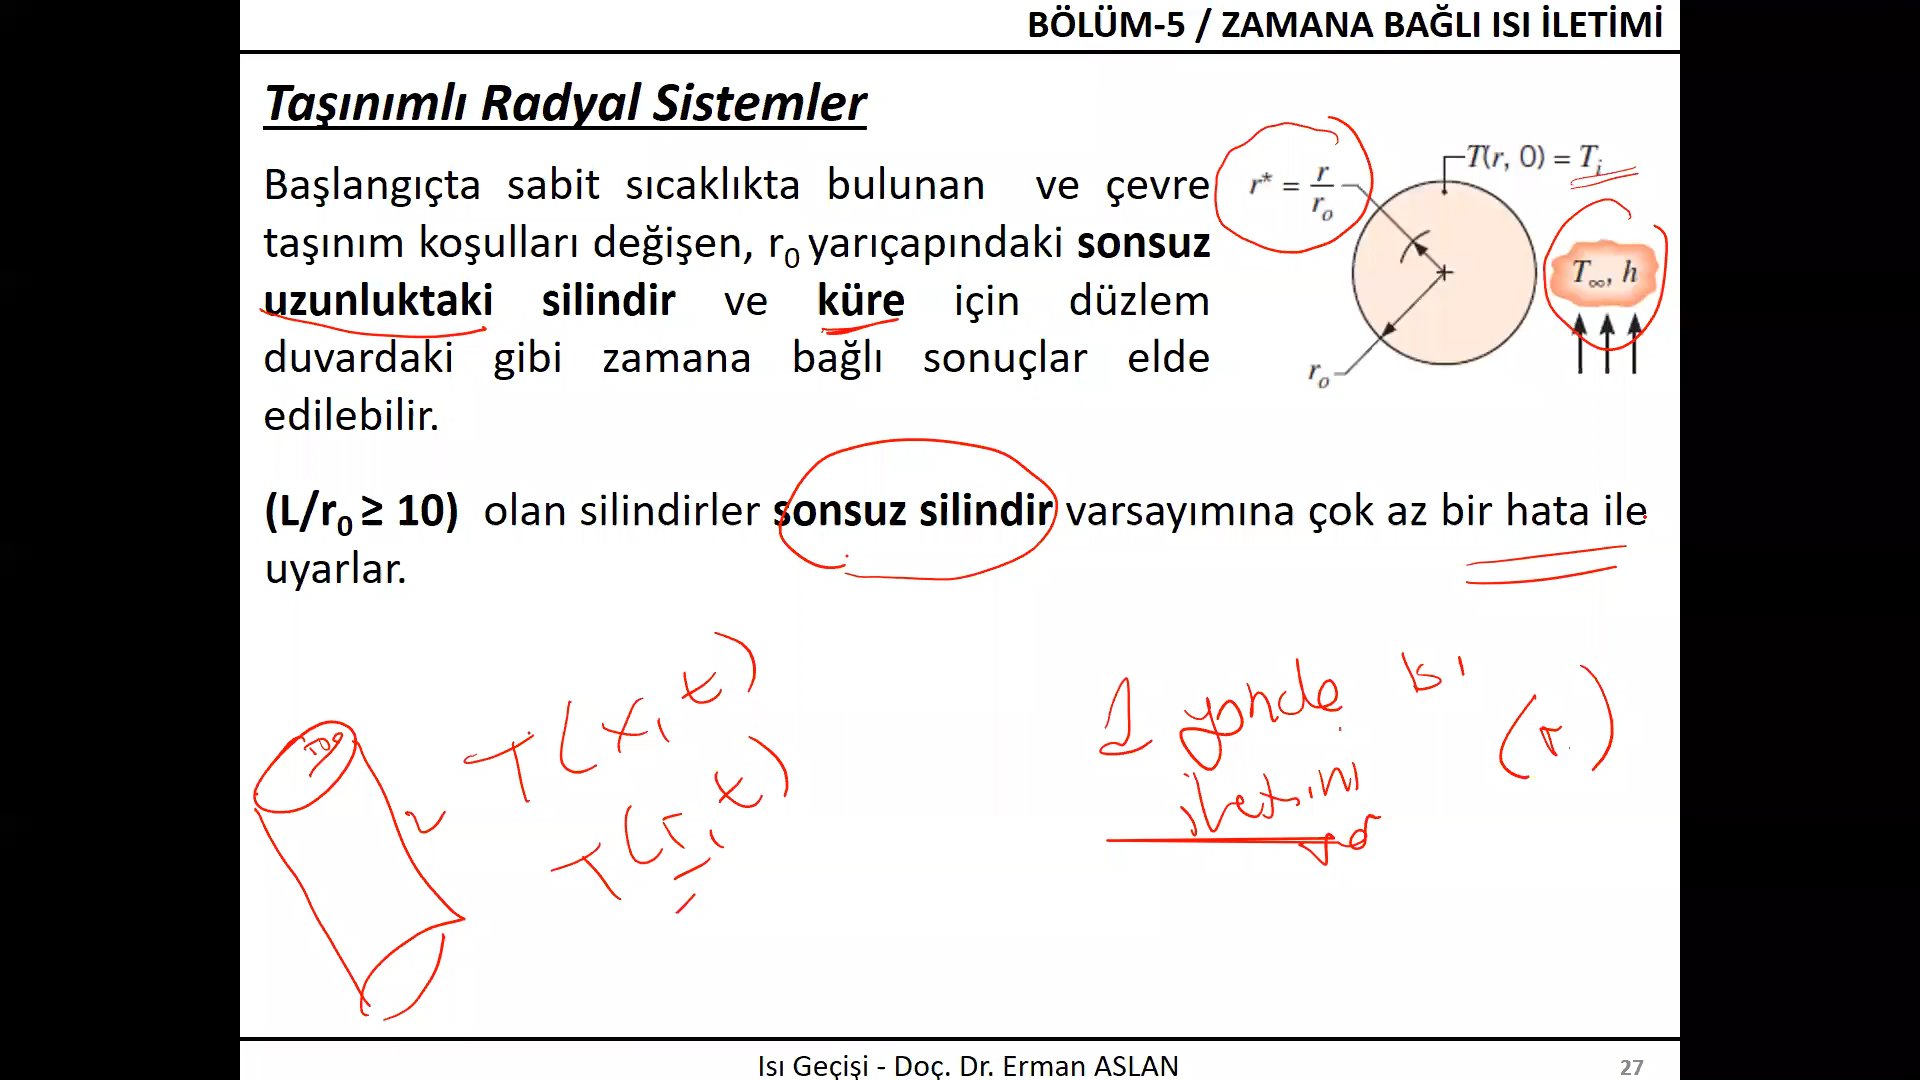 BÖLÜM-5 / ZAMANA BAĞLI ISI İLETİMİ
Taşınımlı Radyal Sistemler
Başlangıçta sabit sıcaklıkta bulunan ve çevre
taşınım koşulları değişen, r₀ yarıçapındaki sonsuz
uzunluktaki silindir ve küre için düzlem
duvardaki gibi zamana bağlı sonuçlar elde
edilebilir.
r* = r/rₒ
T(r, 0) = Tᵢ
T∞, h
rₒ
(L/r₀ ≥ 10) olan silindirler sonsuz silindir varsayımına çok az bir hata ile
uyarlar.
T(x, t)
T(r, t)
1 yönde ısı (r)
iletimi
Isı Geçişi - Doç. Dr. Erman ASLAN
27